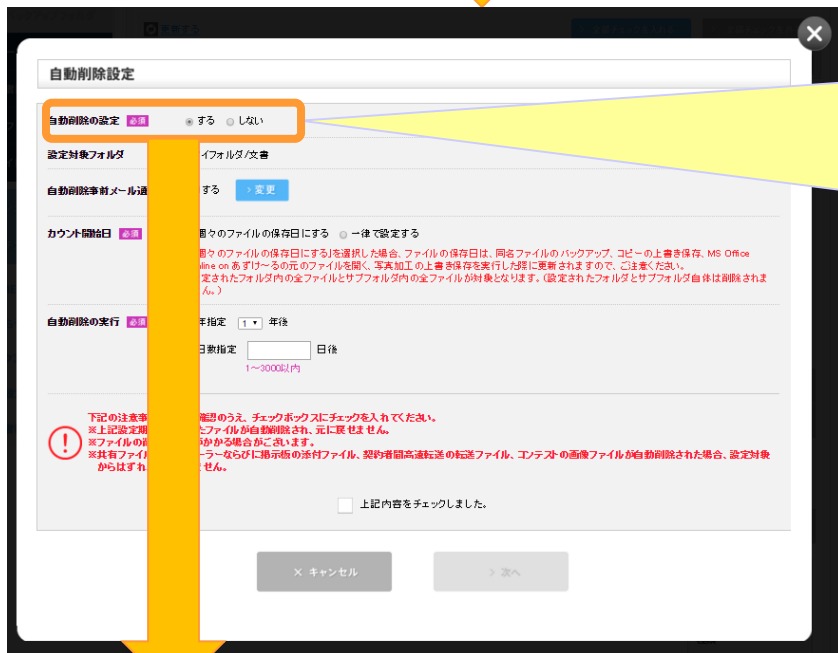 更新する
自動削除設定
自動削除の設定 必須 する しない
設定対象フォルダ イフォルダ/文書
自動削除事前メール通 する >変更
カウント開始日 必須 個々のファイルの保存日にする 一律で設定する
個々のファイルの保存日にする」を選択した場合、ファイルの保存日は、同名ファイルのバックアップ、コピーの上書き保存、MS Office
nline on あずけ～るの元のファイルを開く、写真加工の上書き保存を実行した際に更新されますので、ご注意ください。
定されたフォルダ内の全ファイルとサブフォルダ内の全ファイルが対象となります。(設定されたフォルダとサブフォルダ自体は削除されま
ん。)
自動削除の実行 必須 年指定 1 年後
日数指定 日後
1～3000以内
下記の注意事 確認のうえ、チェックボックスにチェックを入れてください。
※上記設定期 たファイルが自動削除され、元に戻せません。
※ファイルの削 がかかる場合がございます。
※共有ファイ ーラーならびに掲示板の添付ファイル、契約者間高速転送の転送ファイル、コンテストの画像ファイルが自動削除された場合、設定対象
からはずれ せん。
上記内容をチェックしました。
× キャンセル
> 次へ